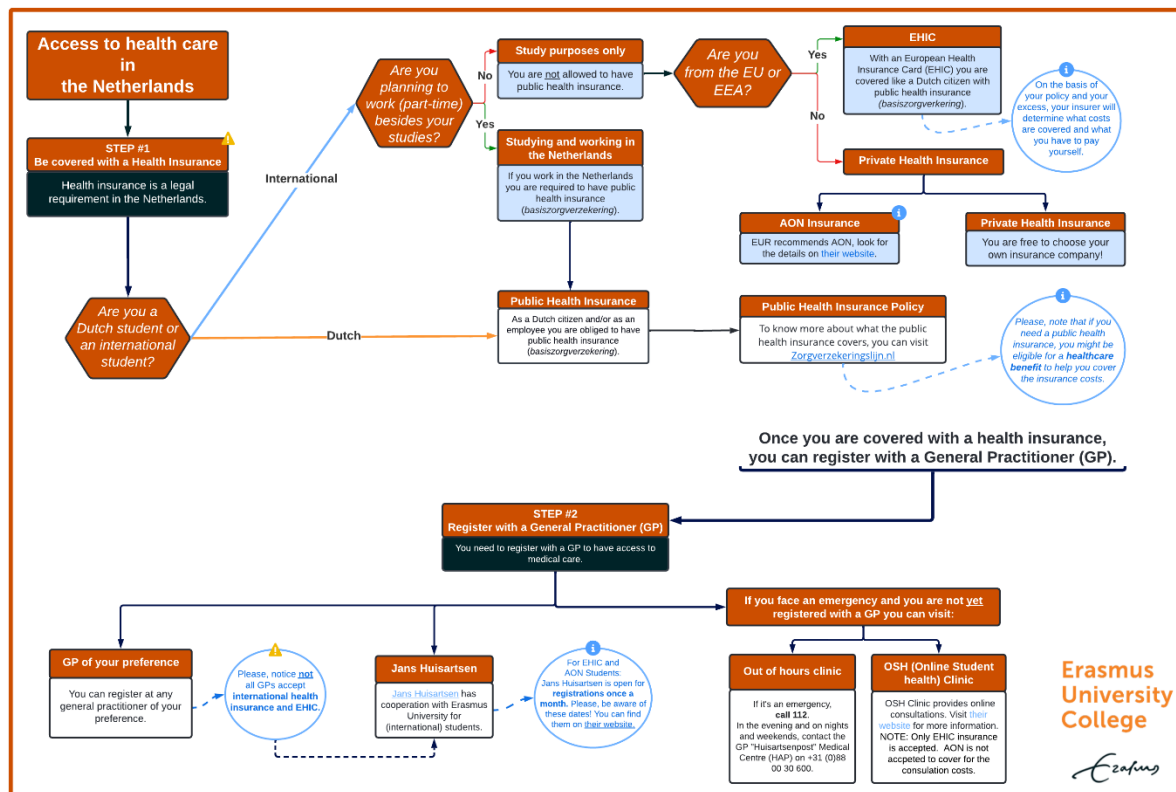 Access to health care
in
the Netherlands
STEP #1
Be covered with a Health Insurance
Health insurance is a legal
requirement in the Netherlands.
Are you a
Dutch student or
an international
student?
International
Dutch
Are you
planning to
work (part-time)
besides your
studies?
No
Yes
Study purposes only
You are not allowed to have
public health insurance.
Studying and working in
the Netherlands
If you work in the Netherlands
you are required to have public
health insurance
(basiszorgverzekering).
Are you
from the EU or
EEA?
Yes
No
EHIC
With an European Health
Insurance Card (EHIC) you are
covered like a Dutch citizen with
public health insurance
(basiszorgverkering).
i
On the basis of
your policy and your
excess, your insurer will
determine what costs
are covered and what
you have to pay
yourself.
Private Health Insurance
AON Insurance
i
EUR recommends AON, look for
the details on their website.
Private Health Insurance
You are free to choose your
own insurance company!
Public Health Insurance
As a Dutch citizen and/or as an
employee you are obliged to have
public health insurance
(basiszorgverzekering).
Public Health Insurance Policy
To know more about what the public
health insurance covers, you can visit
Zorgverzekeringslijn.nl
i
Please, note that if you
need a public health
insurance, you might be
eligible for a healthcare
benefit to help you cover
the insurance costs.
Once you are covered with a health insurance,
you can register with a General Practitioner (GP).
STEP #2
Register with a General Practitioner (GP)
You need to register with a GP to have access to
medical care.
GP of your preference
You can register at any
general practitioner of your
preference.
Please, notice not
all GPs accept
international health
insurance and EHIC.
Jans Huisartsen
Jans Huisartsen has
cooperation with Erasmus
University for
(international) students.
i
For EHIC and
AON Students:
Jans Huisartsen is open for
registrations once a
month. Please, be aware of
these dates! You can find
them on their website.
If you face an emergency and you are not yet
registered with a GP you can visit:
Out of hours clinic
If it's an emergency,
call 112.
In the evening and on nights
and weekends, contact the
GP "Huisartsenpost" Medical
Centre (HAP) on +31 (0)88
00 30 600.
OSH (Online Student
health) Clinic
OSH Clinic provides online
consultations. Visit their
website for more information.
NOTE: Only EHIC insurance
is accepted. AON is not
accpeted to cover for the
consulation costs.
Erasmus
University
College
Erasmus